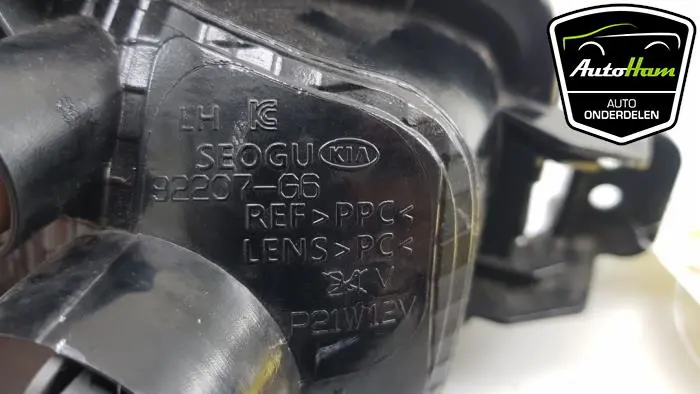 AutoHam
AUTO
ONDERDELEN
LH
SEOGU KIA
92207-G6
REF>PPC<
LENS>PC<
V
P21W12V